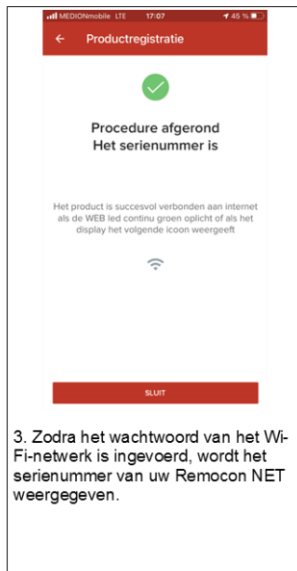 MEDIONmobile LTE 17:07 45 %
Productregistratie
Procedure afgerond
Het serienummer is
Het product is succesvol verbonden aan internet
als de WEB led continu groen oplicht of als het
display het volgende icoon weergeeft
SLUIT
3. Zodra het wachtwoord van het Wi-
Fi-netwerk is ingevoerd, wordt het
serienummer van uw Remocon NET
weergegeven.